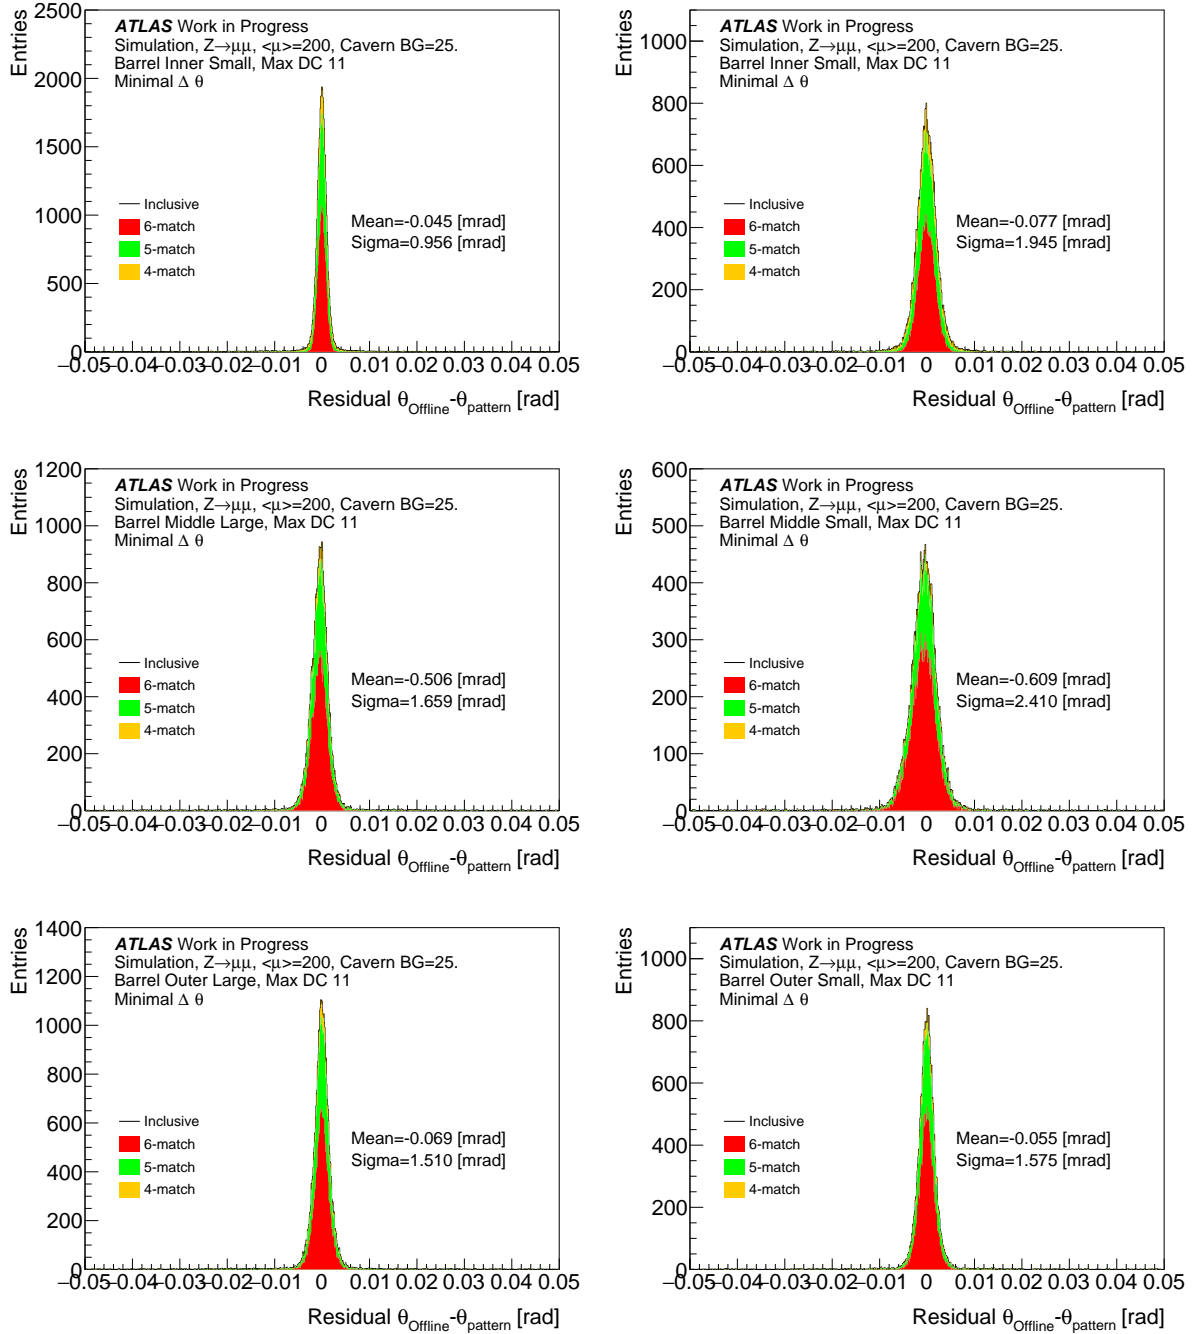 Entries
2500
2000
1500
1000
500
0
ATLAS Work in Progress
Simulation, Z→μμ, <μ>=200, Cavern BG=25.
Barrel Inner Small, Max DC 11
Minimal Δ θ
Inclusive
6-match
5-match
4-match
Mean=-0.045 [mrad]
Sigma=0.956 [mrad]
−0.05 −0.04 −0.03 −0.02 −0.01 0 0.01 0.02 0.03 0.04 0.05
Residual θOffline-θpattern [rad]
Entries
1000
800
600
400
200
0
ATLAS Work in Progress
Simulation, Z→μμ, <μ>=200, Cavern BG=25.
Barrel Inner Small, Max DC 11
Minimal Δ θ
Inclusive
6-match
5-match
4-match
Mean=-0.077 [mrad]
Sigma=1.945 [mrad]
−0.05 −0.04 −0.03 −0.02 −0.01 0 0.01 0.02 0.03 0.04 0.05
Residual θOffline-θpattern [rad]
Entries
1200
1000
800
600
400
200
0
ATLAS Work in Progress
Simulation, Z→μμ, <μ>=200, Cavern BG=25.
Barrel Middle Large, Max DC 11
Minimal Δ θ
Inclusive
6-match
5-match
4-match
Mean=-0.506 [mrad]
Sigma=1.659 [mrad]
−0.05 −0.04 −0.03 −0.02 −0.01 0 0.01 0.02 0.03 0.04 0.05
Residual θOffline-θpattern [rad]
Entries
600
500
400
300
200
100
0
ATLAS Work in Progress
Simulation, Z→μμ, <μ>=200, Cavern BG=25.
Barrel Middle Small, Max DC 11
Minimal Δ θ
Inclusive
6-match
5-match
4-match
Mean=-0.609 [mrad]
Sigma=2.410 [mrad]
−0.05 −0.04 −0.03 −0.02 −0.01 0 0.01 0.02 0.03 0.04 0.05
Residual θOffline-θpattern [rad]
Entries
1400
1200
1000
800
600
400
200
0
ATLAS Work in Progress
Simulation, Z→μμ, <μ>=200, Cavern BG=25.
Barrel Outer Large, Max DC 11
Minimal Δ θ
Inclusive
6-match
5-match
4-match
Mean=-0.069 [mrad]
Sigma=1.510 [mrad]
−0.05 −0.04 −0.03 −0.02 −0.01 0 0.01 0.02 0.03 0.04 0.05
Residual θOffline-θpattern [rad]
Entries
1000
800
600
400
200
0
ATLAS Work in Progress
Simulation, Z→μμ, <μ>=200, Cavern BG=25.
Barrel Outer Small, Max DC 11
Minimal Δ θ
Inclusive
6-match
5-match
4-match
Mean=-0.055 [mrad]
Sigma=1.575 [mrad]
−0.05 −0.04 −0.03 −0.02 −0.01 0 0.01 0.02 0.03 0.04 0.05
Residual θOffline-θpattern [rad]